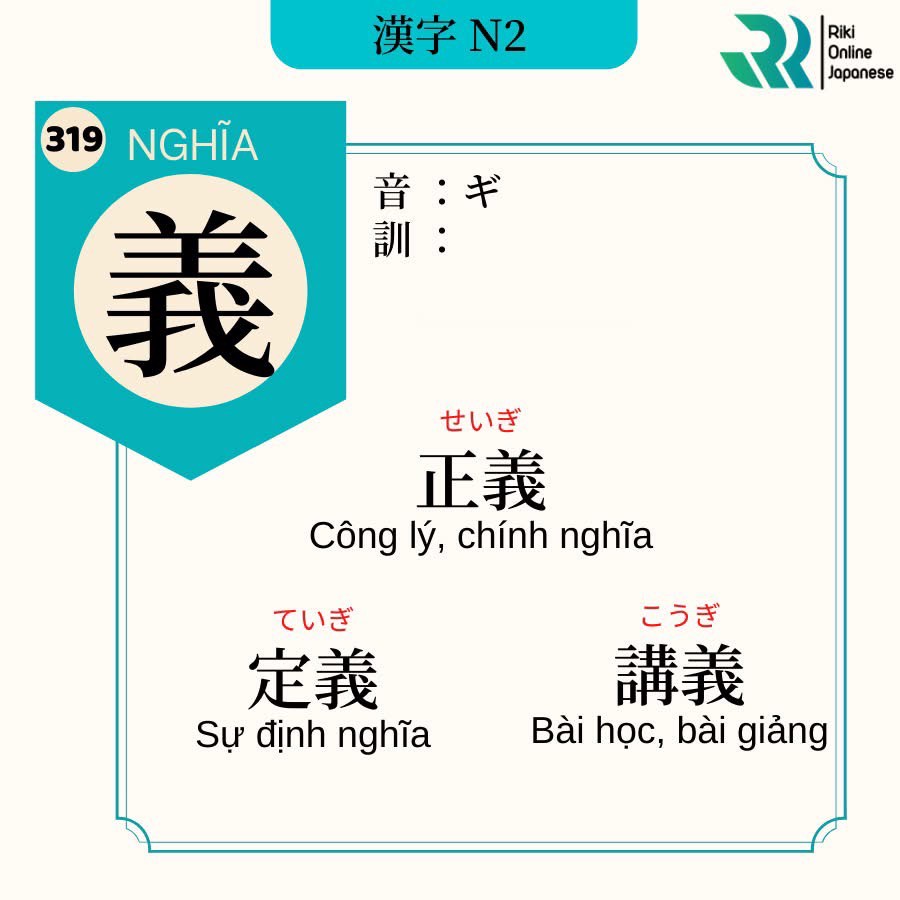 漢字 N2
Riki
Online
Japanese
319 NGHĨA
義
音 ：ギ
訓 ：
せいぎ
正義
Công lý, chính nghĩa
ていぎ
定義
Sự định nghĩa
こうぎ
講義
Bài học, bài giảng